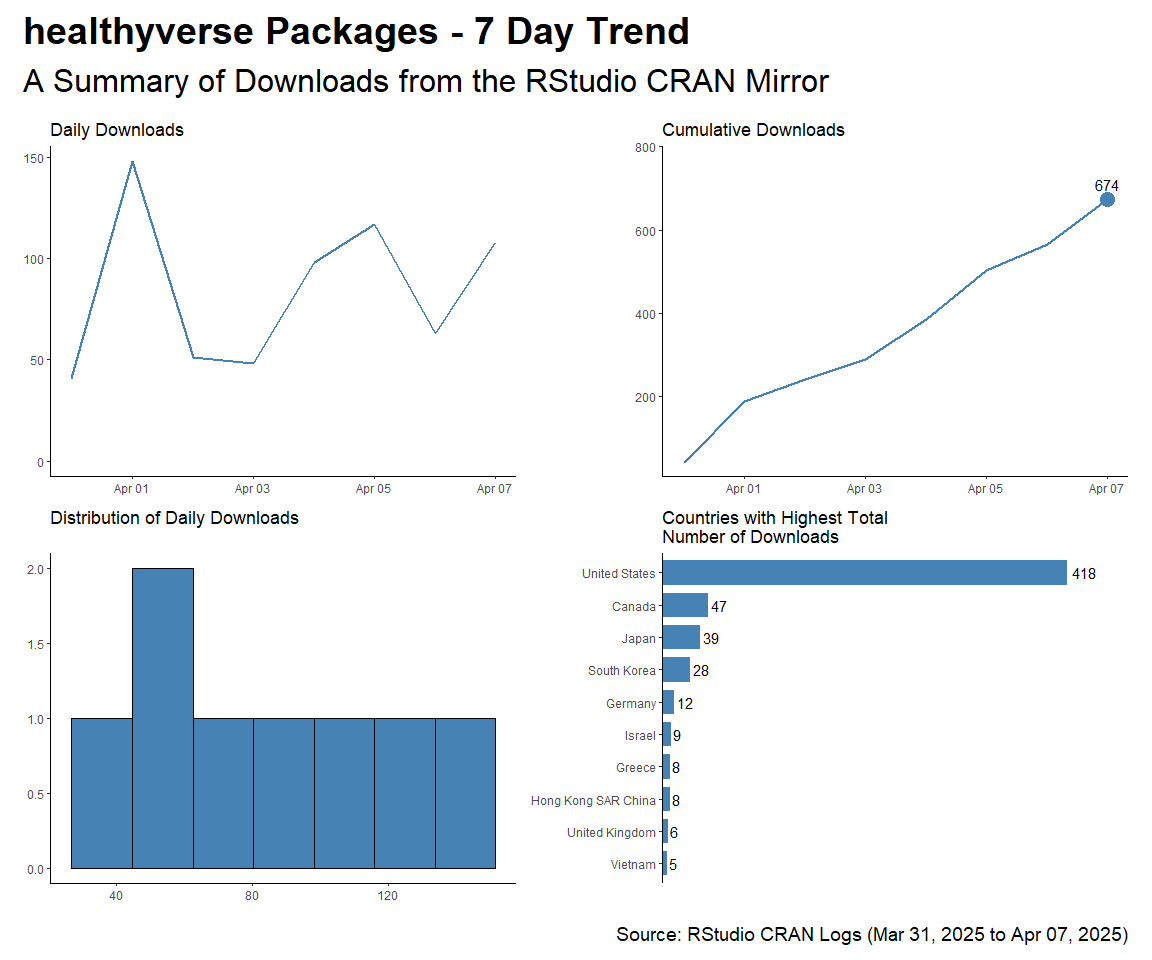 healthyverse Packages - 7 Day Trend
A Summary of Downloads from the RStudio CRAN Mirror
Daily Downloads
150
100
50
0
Apr 01
Apr 03
Apr 05
Apr 07
Cumulative Downloads
800
600
400
200
674
Apr 01
Apr 03
Apr 05
Apr 07
Distribution of Daily Downloads
2.0
1.5
1.0
0.5
0.0
40
80
120
Countries with Highest Total
Number of Downloads
United States 418
Canada 47
Japan 39
South Korea 28
Germany 12
Israel 9
Greece 8
Hong Kong SAR China 8
United Kingdom 6
Vietnam 5
Source: RStudio CRAN Logs (Mar 31, 2025 to Apr 07, 2025)